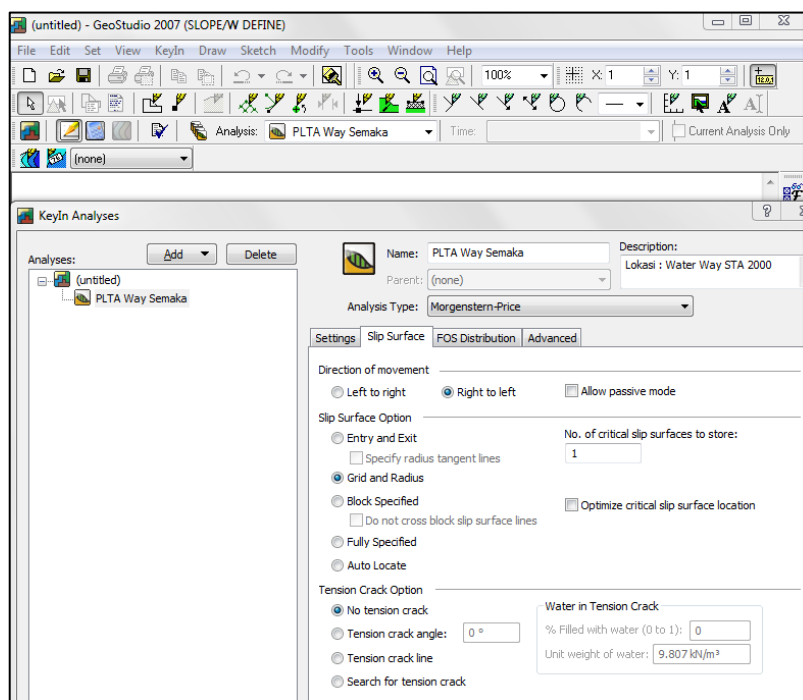 (untitled) - GeoStudio 2007 (SLOPE/W DEFINE)
File Edit Set View KeyIn Draw Sketch Modify Tools Window Help
100% X: 1 Y: 1
Analysis: PLTA Way Semaka Time: Current Analysis Only
(none)
KeyIn Analyses
Analyses: Add Delete
(untitled)
PLTA Way Semaka
Name: PLTA Way Semaka
Description:
Lokasi : Water Way STA 2000
Parent: (none)
Analysis Type: Morgenstern-Price
Settings Slip Surface FOS Distribution Advanced
Direction of movement
Left to right Right to left Allow passive mode
Slip Surface Option
Entry and Exit
Specify radius tangent lines
Grid and Radius
Block Specified
Do not cross block slip surface lines
Fully Specified
Auto Locate
No. of critical slip surfaces to store:
1
Optimize critical slip surface location
Tension Crack Option
No tension crack
Tension crack angle: 0 °
Tension crack line
Search for tension crack
Water in Tension Crack
% Filled with water (0 to 1): 0
Unit weight of water: 9.807 kN/m³